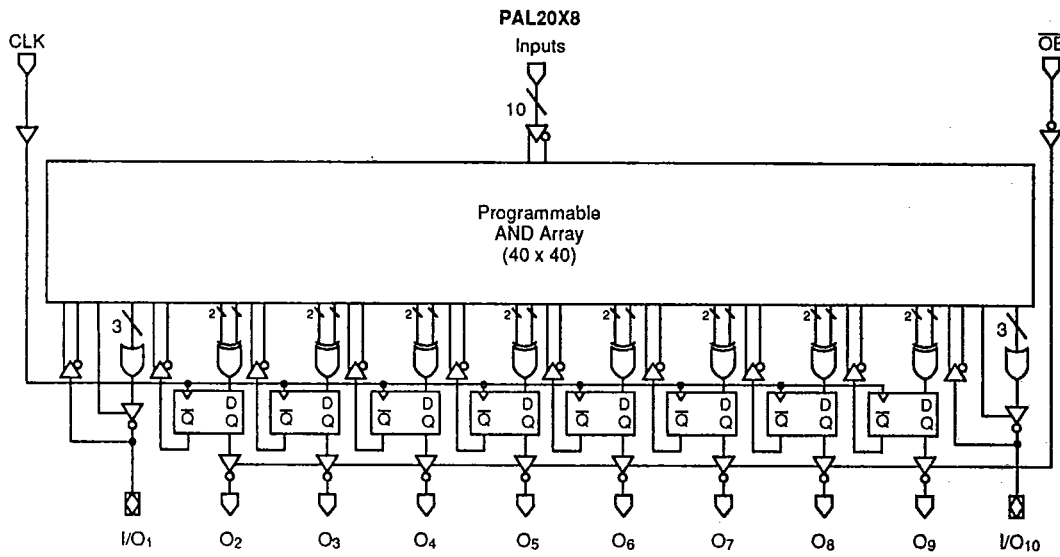 PAL20X8
CLK
Inputs
O̅E̅
10
Programmable
AND Array
(40 x 40)
3 2 2 2 2 2 2 2 2 3
Q̅ D Q̅ D Q̅ D Q̅ D Q̅ D Q̅ D Q̅ D Q̅ D
Q Q Q Q Q Q Q Q
I/O1 O2 O3 O4 O5 O6 O7 O8 O9 I/O10